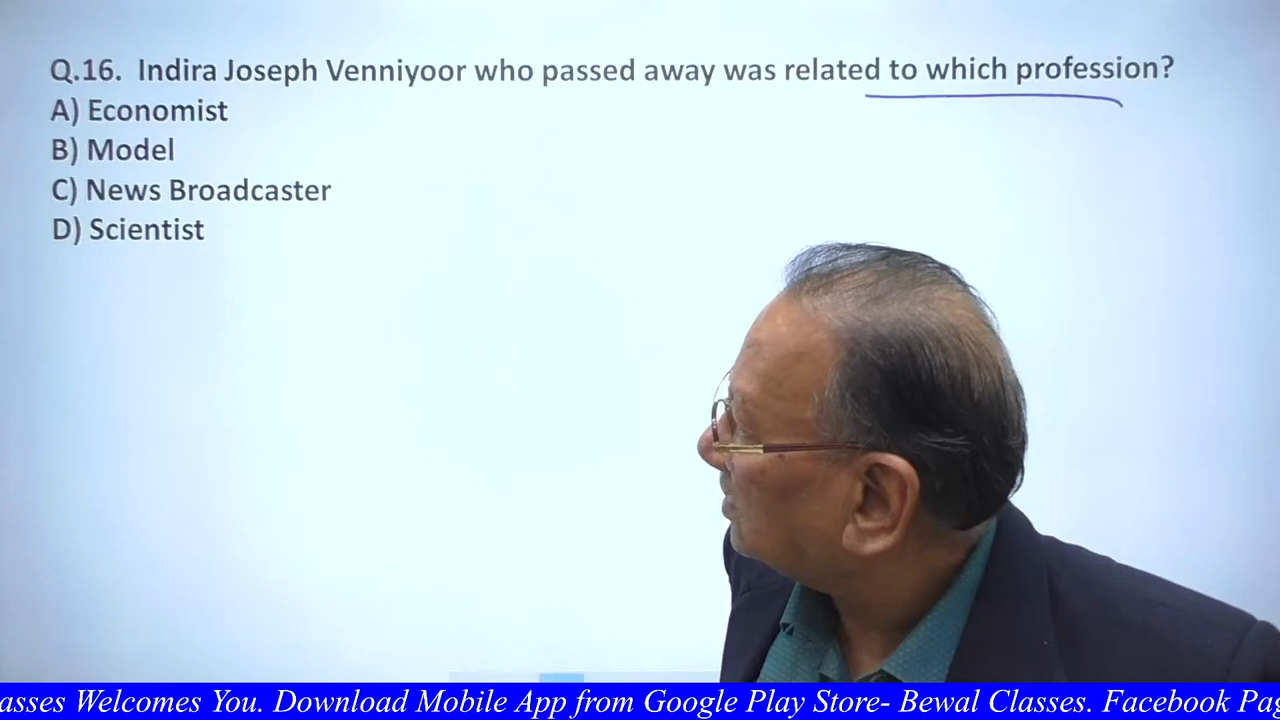 Q.16. Indira Joseph Venniyoor who passed away was related to which profession?
A) Economist
B) Model
C) News Broadcaster
D) Scientist
asses Welcomes You. Download Mobile App from Google Play Store- Bewal Classes. Facebook Pag